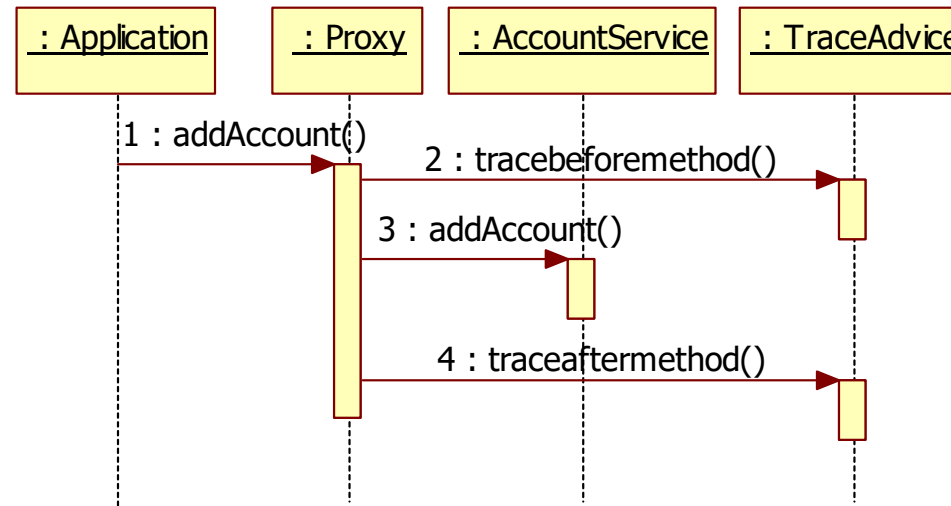 : Application
: Proxy
: AccountService
: TraceAdvice
1 : addAccount()
2 : tracebeforemethod()
3 : addAccount()
4 : traceaftermethod()